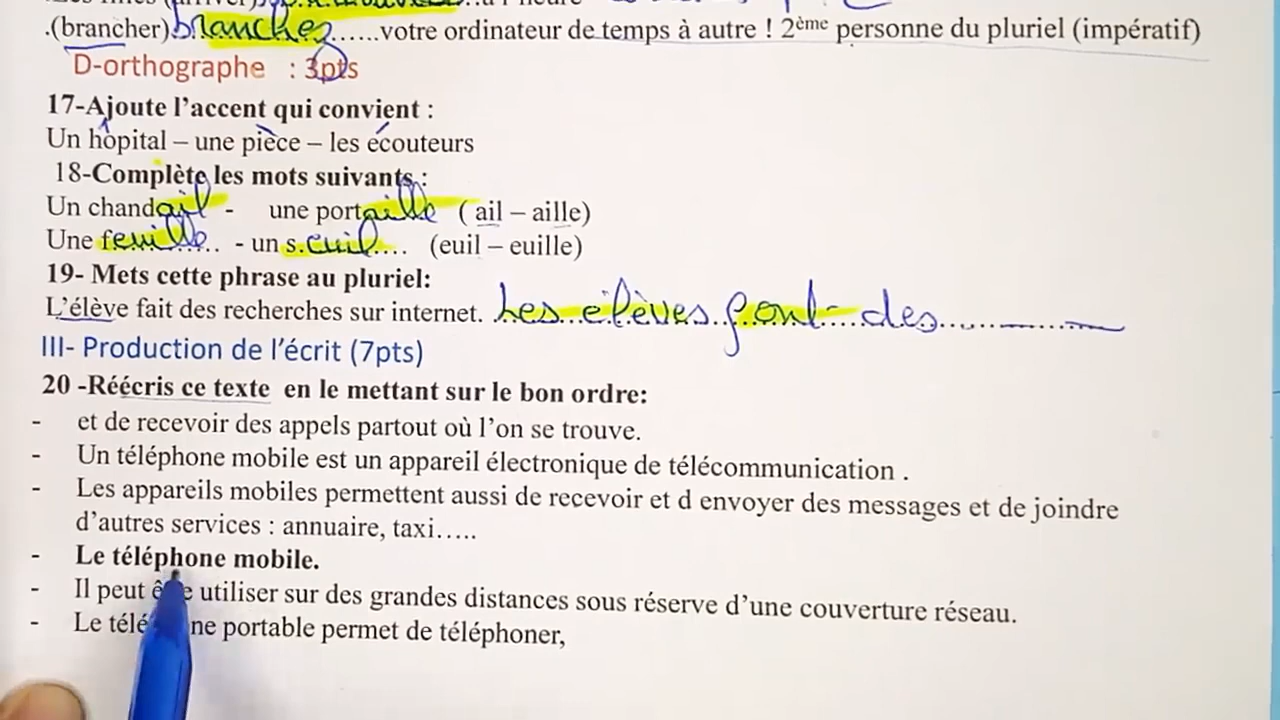 .(brancher)branchez......votre ordinateur de temps à autre ! 2ème personne du pluriel (impératif)
D-orthographe : 3pts
17-Ajoute l'accent qui convient :
Un hôpital – une pièce – les écouteurs
18-Complète les mots suivants :
Un chandail - une portaille ( ail – aille)
Une feuille.. - un s.euil.... (euil – euille)
19- Mets cette phrase au pluriel:
L'élève fait des recherches sur internet. Les élèves font des
III- Production de l'écrit (7pts)
20 -Réécris ce texte en le mettant sur le bon ordre:
- et de recevoir des appels partout où l'on se trouve.
- Un téléphone mobile est un appareil électronique de télécommunication .
- Les appareils mobiles permettent aussi de recevoir et d envoyer des messages et de joindre
d'autres services : annuaire, taxi…..
- Le téléphone mobile.
- Il peut utiliser sur des grandes distances sous réserve d'une couverture réseau.
- Le portable permet de téléphoner,